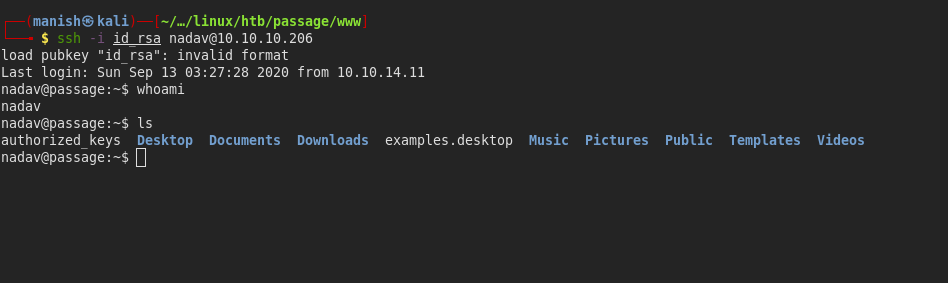 ┌──(manish㉿kali)-[~/…/linux/htb/passage/www]
└─╼ $ ssh -i id_rsa nadav@10.10.10.206
load pubkey "id_rsa": invalid format
Last login: Sun Sep 13 03:27:28 2020 from 10.10.14.11
nadav@passage:~$ whoami
nadav
nadav@passage:~$ ls
authorized_keys  Desktop  Documents  Downloads  examples.desktop  Music  Pictures  Public  Templates  Videos
nadav@passage:~$